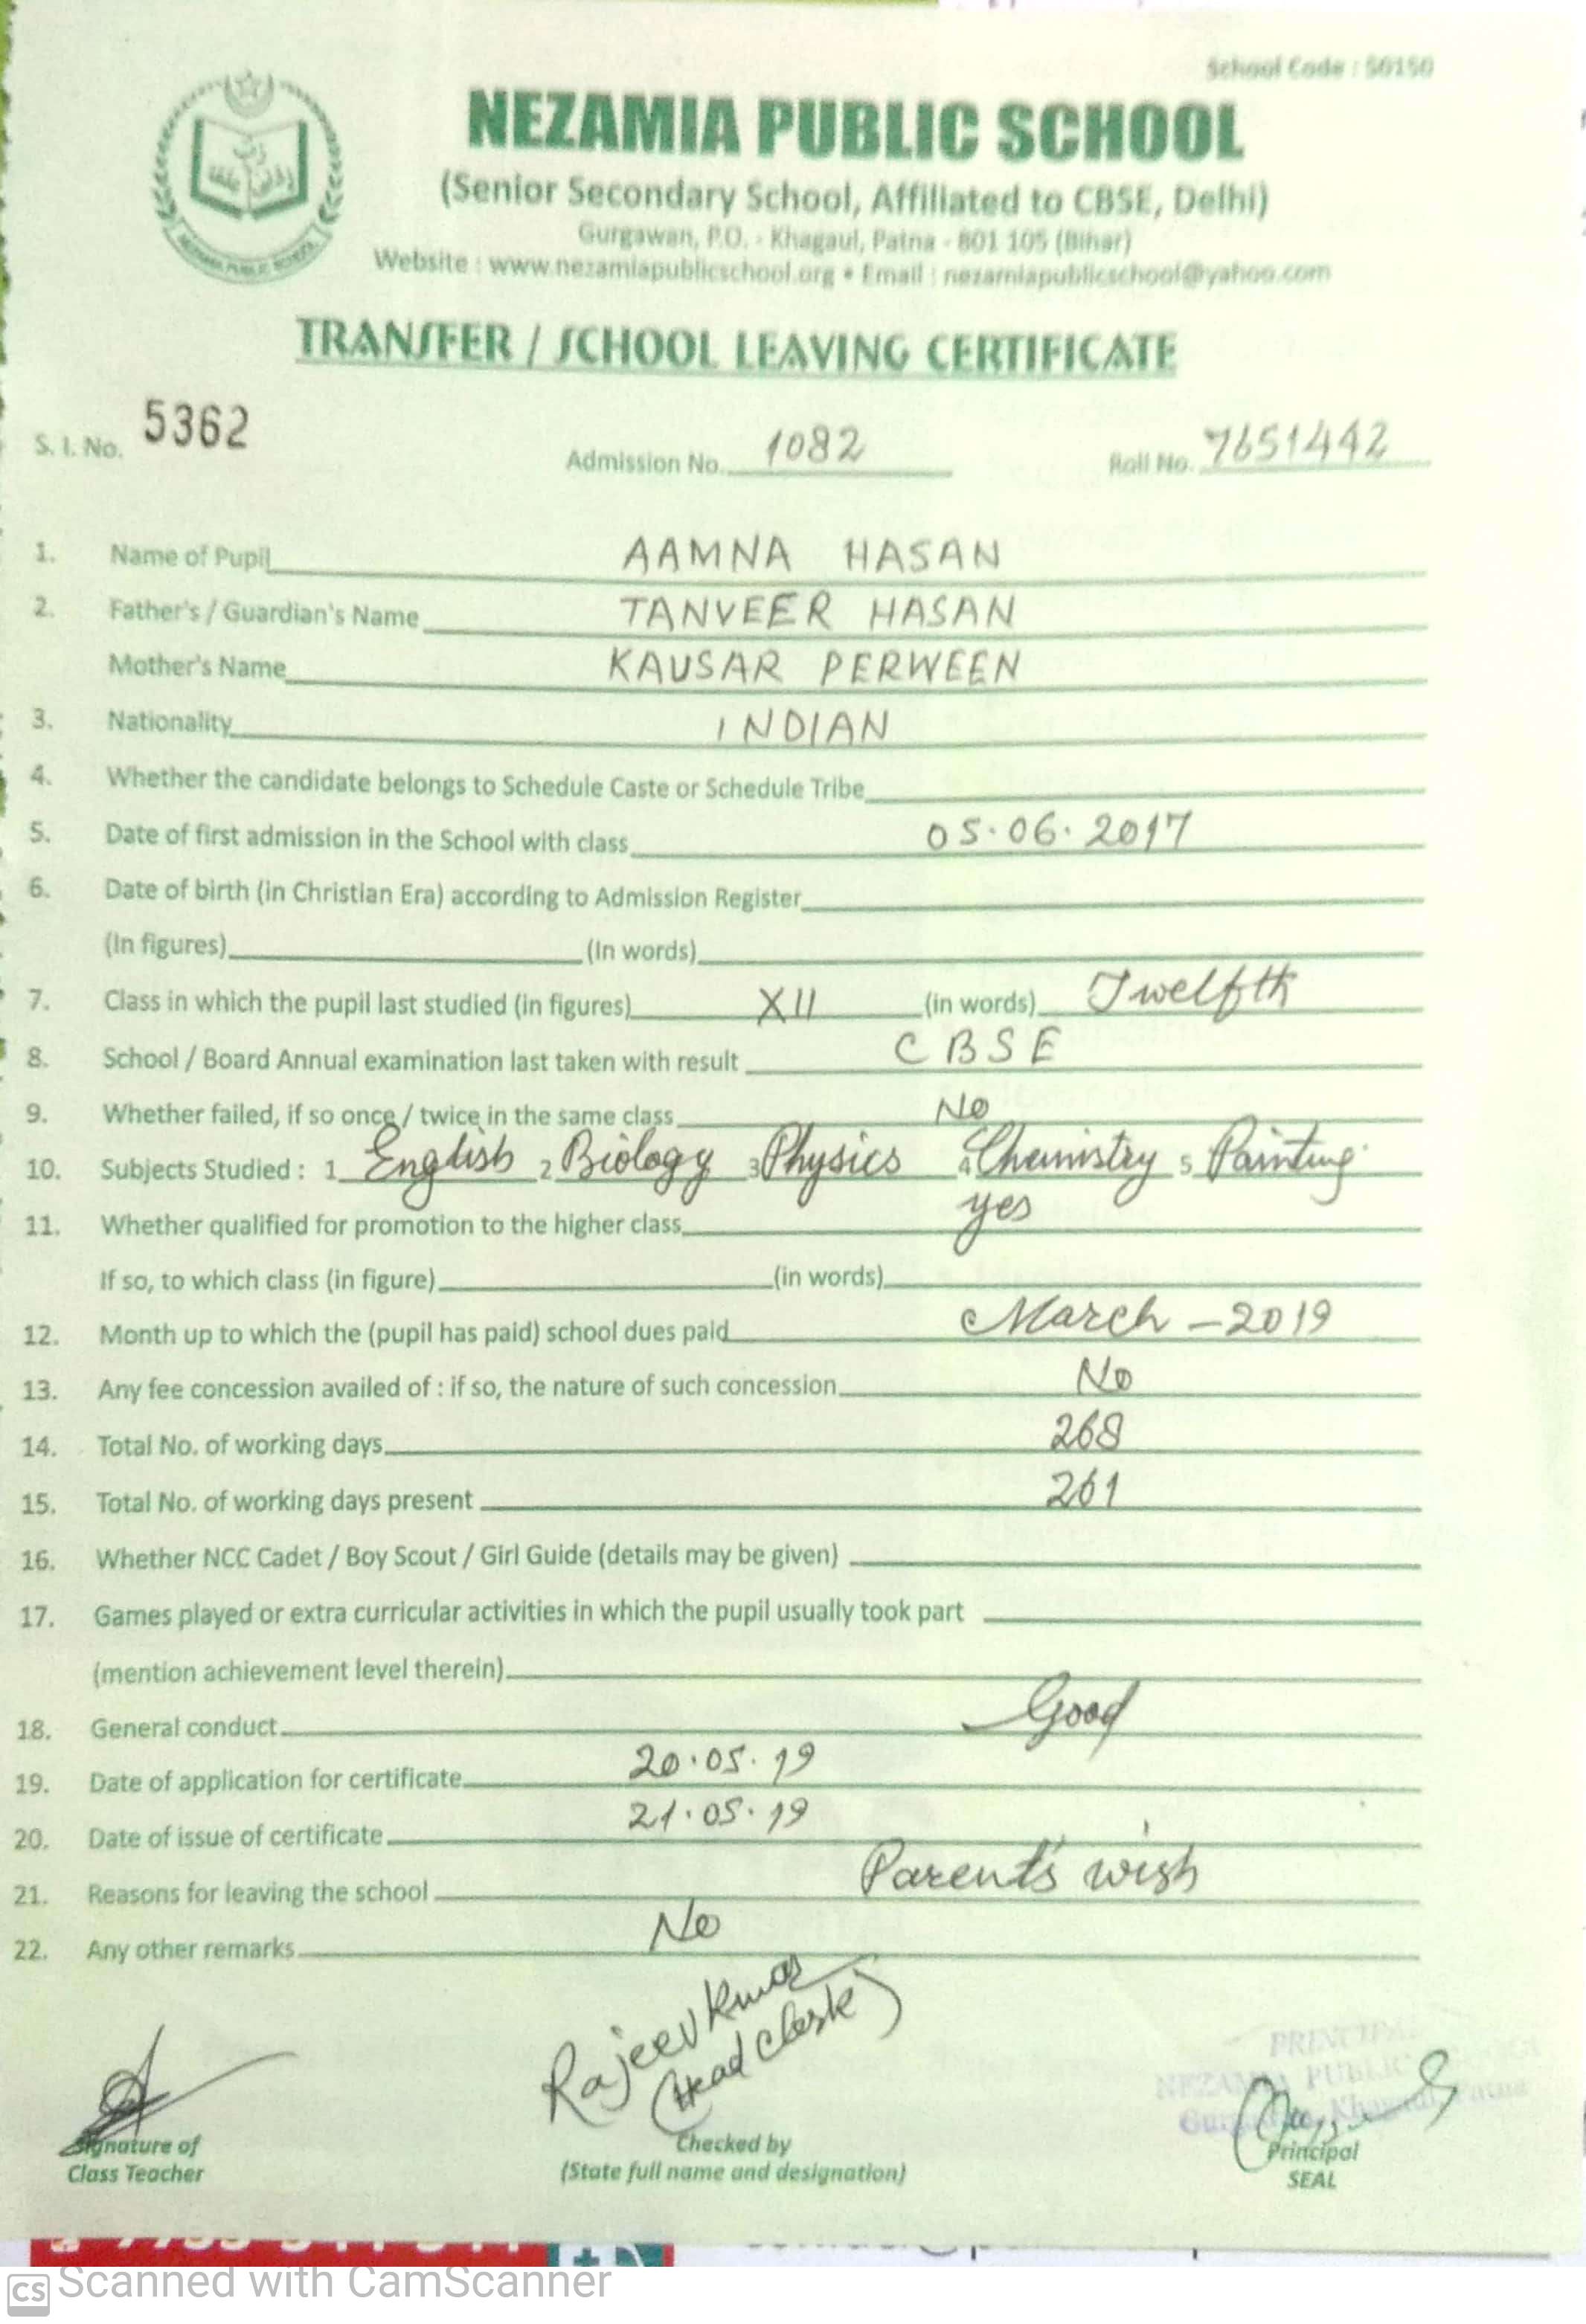 School Code : 50150
NEZAMIA PUBLIC SCHOOL
(Senior Secondary School, Affiliated to CBSE, Delhi)
Gurgawan, P.O. - Khagaul, Patna - 801 105 (Bihar)
Website : www.nezamiapublicschool.org • Email : nezamiapublicschool@yahoo.com
NEZAMIA PUBLIC SCHOOL
TRANSFER / SCHOOL LEAVING CERTIFICATE
S. I. No. 5362 Admission No. 1082 Roll No. 7651442
1. Name of Pupil AAMNA HASAN
2. Father's / Guardian's Name TANVEER HASAN
Mother's Name KAUSAR PERWEEN
3. Nationality INDIAN
4. Whether the candidate belongs to Schedule Caste or Schedule Tribe
5. Date of first admission in the School with class 05.06.2017
6. Date of birth (in Christian Era) according to Admission Register
(In figures) (In words)
7. Class in which the pupil last studied (in figures) XII (in words) Twelfth
8. School / Board Annual examination last taken with result CBSE
9. Whether failed, if so once / twice in the same class No
10. Subjects Studied : 1 English 2 Biology 3 Physics 4 Chemistry 5 Painting
11. Whether qualified for promotion to the higher class yes
If so, to which class (in figure) (in words)
12. Month up to which the (pupil has paid) school dues paid March - 2019
13. Any fee concession availed of : if so, the nature of such concession No
14. Total No. of working days 268
15. Total No. of working days present 261
16. Whether NCC Cadet / Boy Scout / Girl Guide (details may be given)
17. Games played or extra curricular activities in which the pupil usually took part
(mention achievement level therein)
18. General conduct Good
19. Date of application for certificate 20.05.19
20. Date of issue of certificate 21.05.19
21. Reasons for leaving the school Parent's wish
22. Any other remarks No
Rajeev Kumar
(Head Clerk)
PRINCIPAL
NEZAMIA PUBLIC
Khagaul, Patna
Signature of
Class Teacher
Checked by
(State full name and designation)
Principal
SEAL
CS Scanned with CamScanner